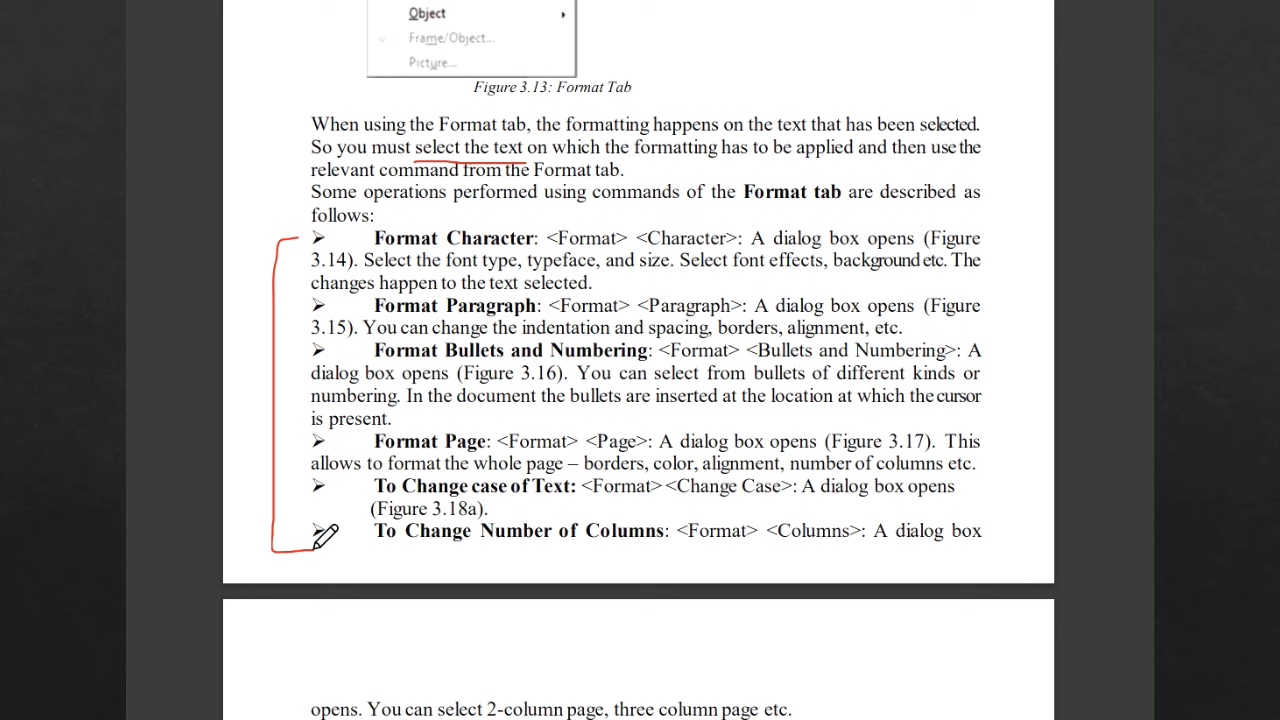 Object
Frame/Object...
Picture...
Figure 3.13: Format Tab
When using the Format tab, the formatting happens on the text that has been selected.
So you must select the text on which the formatting has to be applied and then use the
relevant command from the Format tab.
Some operations performed using commands of the Format tab are described as
follows:
➢ Format Character: <Format> <Character>: A dialog box opens (Figure
3.14). Select the font type, typeface, and size. Select font effects, background etc. The
changes happen to the text selected.
➢ Format Paragraph: <Format> <Paragraph>: A dialog box opens (Figure
3.15). You can change the indentation and spacing, borders, alignment, etc.
➢ Format Bullets and Numbering: <Format> <Bullets and Numbering>: A
dialog box opens (Figure 3.16). You can select from bullets of different kinds or
numbering. In the document the bullets are inserted at the location at which the cursor
is present.
➢ Format Page: <Format> <Page>: A dialog box opens (Figure 3.17). This
allows to format the whole page – borders, color, alignment, number of columns etc.
➢ To Change case of Text: <Format> <Change Case>: A dialog box opens
(Figure 3.18a).
➢ To Change Number of Columns: <Format> <Columns>: A dialog box
opens. You can select 2-column page, three column page etc.